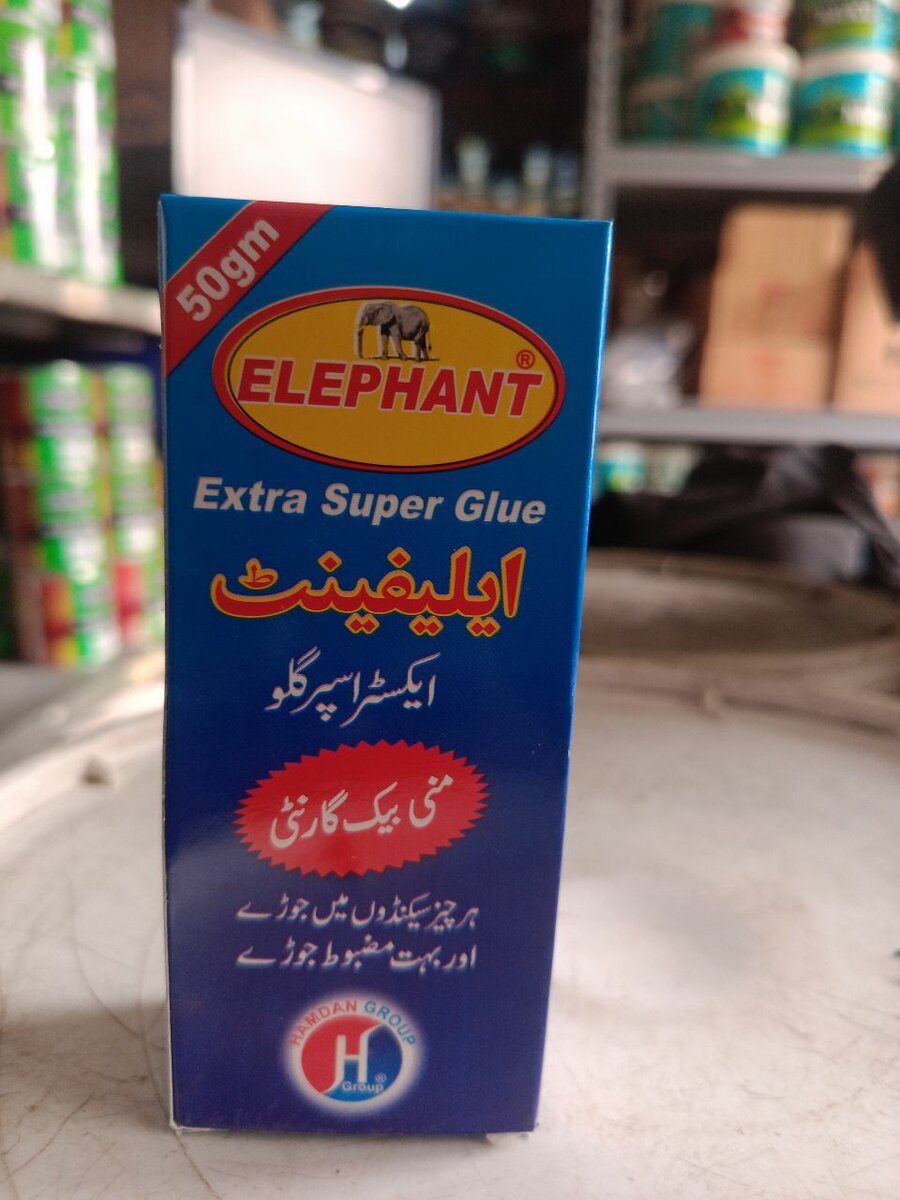 50gm
ELEPHANT®
Extra Super Glue
ایلیفینٹ
ایکسٹرا سپر گلو
منی بیک گارنٹی
ہر چیز سیکنڈوں میں جوڑے
اور بہت مضبوط جوڑے
HAMDAN GROUP
H
Group®